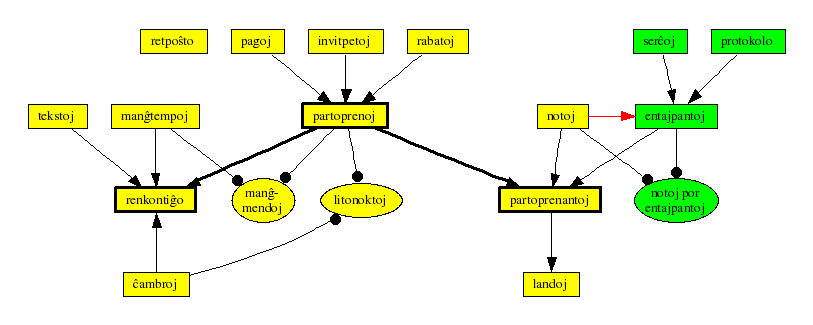 retpoŝto
pagoj
invitpetoj
rabatoj
serĉoj
protokolo
tekstoj
manĝtempoj
partoprenoj
notoj
entajpantoj
renkontiĝo
manĝ-
mendoj
litonoktoj
partoprenantoj
notoj por
entajpantoj
ĉambroj
landoj